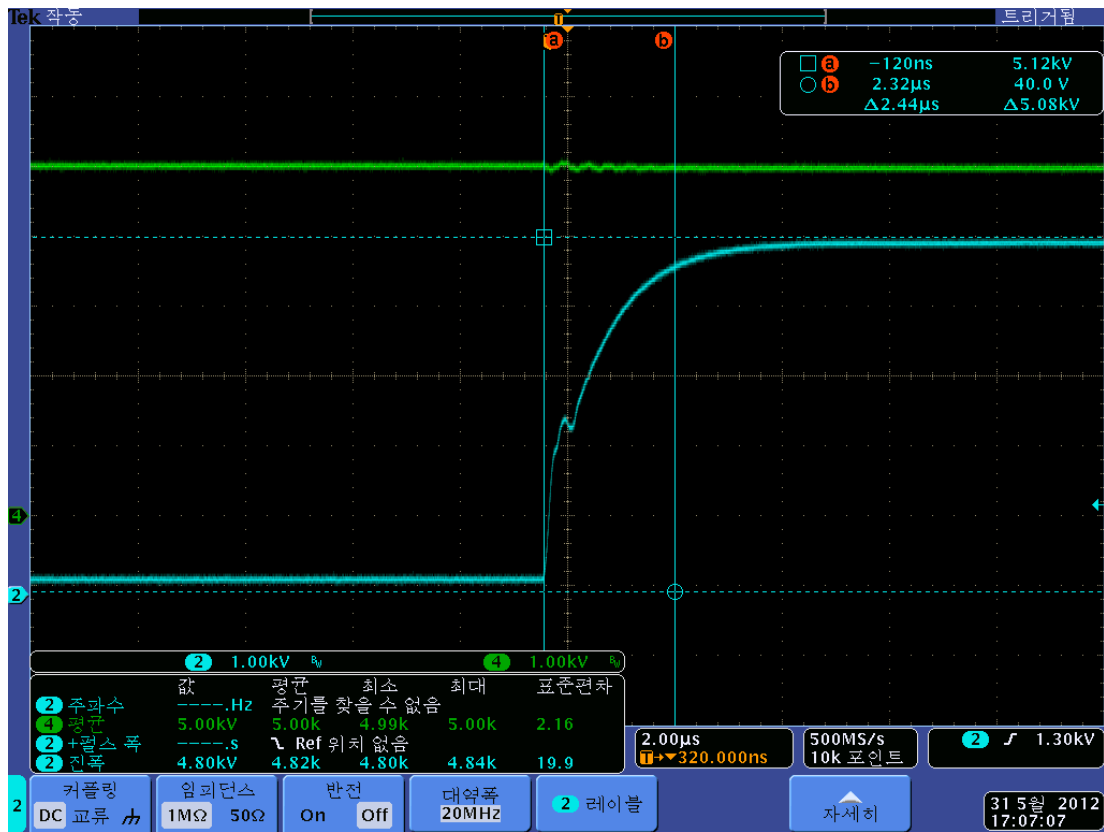 Tek 작동
트리거됨
T
a b
a −120ns 5.12kV
b 2.32μs 40.0 V
Δ2.44μs Δ5.08kV
4
2
2 1.00kV BW 4 1.00kV BW
값 평균 최소 최대 표준편차
2 주파수 ----.Hz 주기를 찾을 수 없음
4 평균 5.00kV 5.00k 4.99k 5.00k 2.16
2 +펄스 폭 ----.s Ref 위치 없음
2 진폭 4.80kV 4.82k 4.80k 4.84k 19.9
2.00μs
T→▼320.000ns
500MS/s
10k 포인트
2 1.30kV
2
커플링
DC 교류
임피던스
1MΩ 50Ω
반전
On Off
대역폭
20MHz
2 레이블
자세히
31 5월 2012
17:07:07